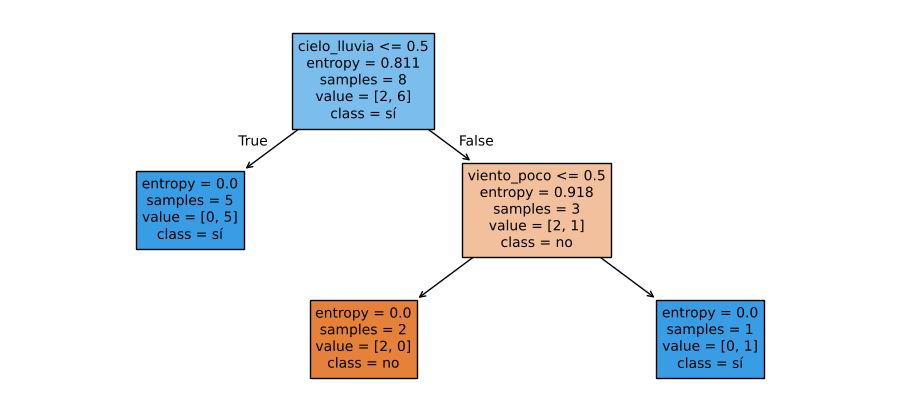 cielo_lluvia <= 0.5
entropy = 0.811
samples = 8
value = [2, 6]
class = sí
True
False
entropy = 0.0
samples = 5
value = [0, 5]
class = sí
viento_poco <= 0.5
entropy = 0.918
samples = 3
value = [2, 1]
class = no
entropy = 0.0
samples = 2
value = [2, 0]
class = no
entropy = 0.0
samples = 1
value = [0, 1]
class = sí